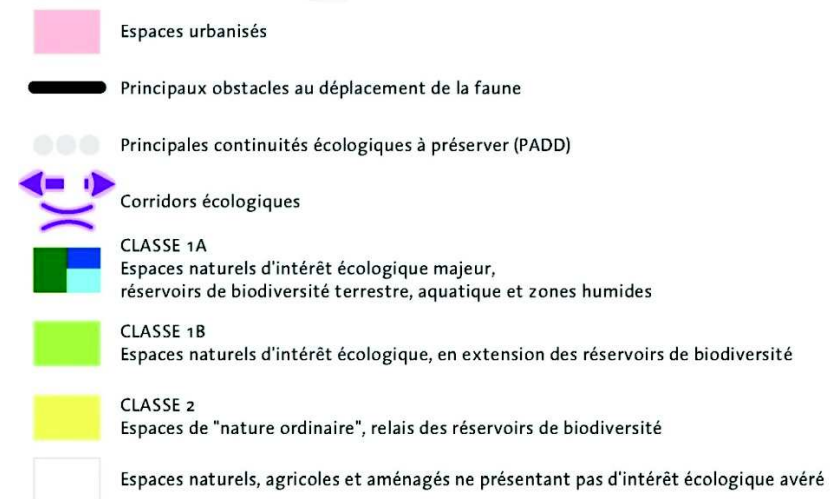 Espaces urbanisés
Principaux obstacles au déplacement de la faune
Principales continuités écologiques à préserver (PADD)
Corridors écologiques
CLASSE 1A
Espaces naturels d'intérêt écologique majeur,
réservoirs de biodiversité terrestre, aquatique et zones humides
CLASSE 1B
Espaces naturels d'intérêt écologique, en extension des réservoirs de biodiversité
CLASSE 2
Espaces de "nature ordinaire", relais des réservoirs de biodiversité
Espaces naturels, agricoles et aménagés ne présentant pas d'intérêt écologique avéré